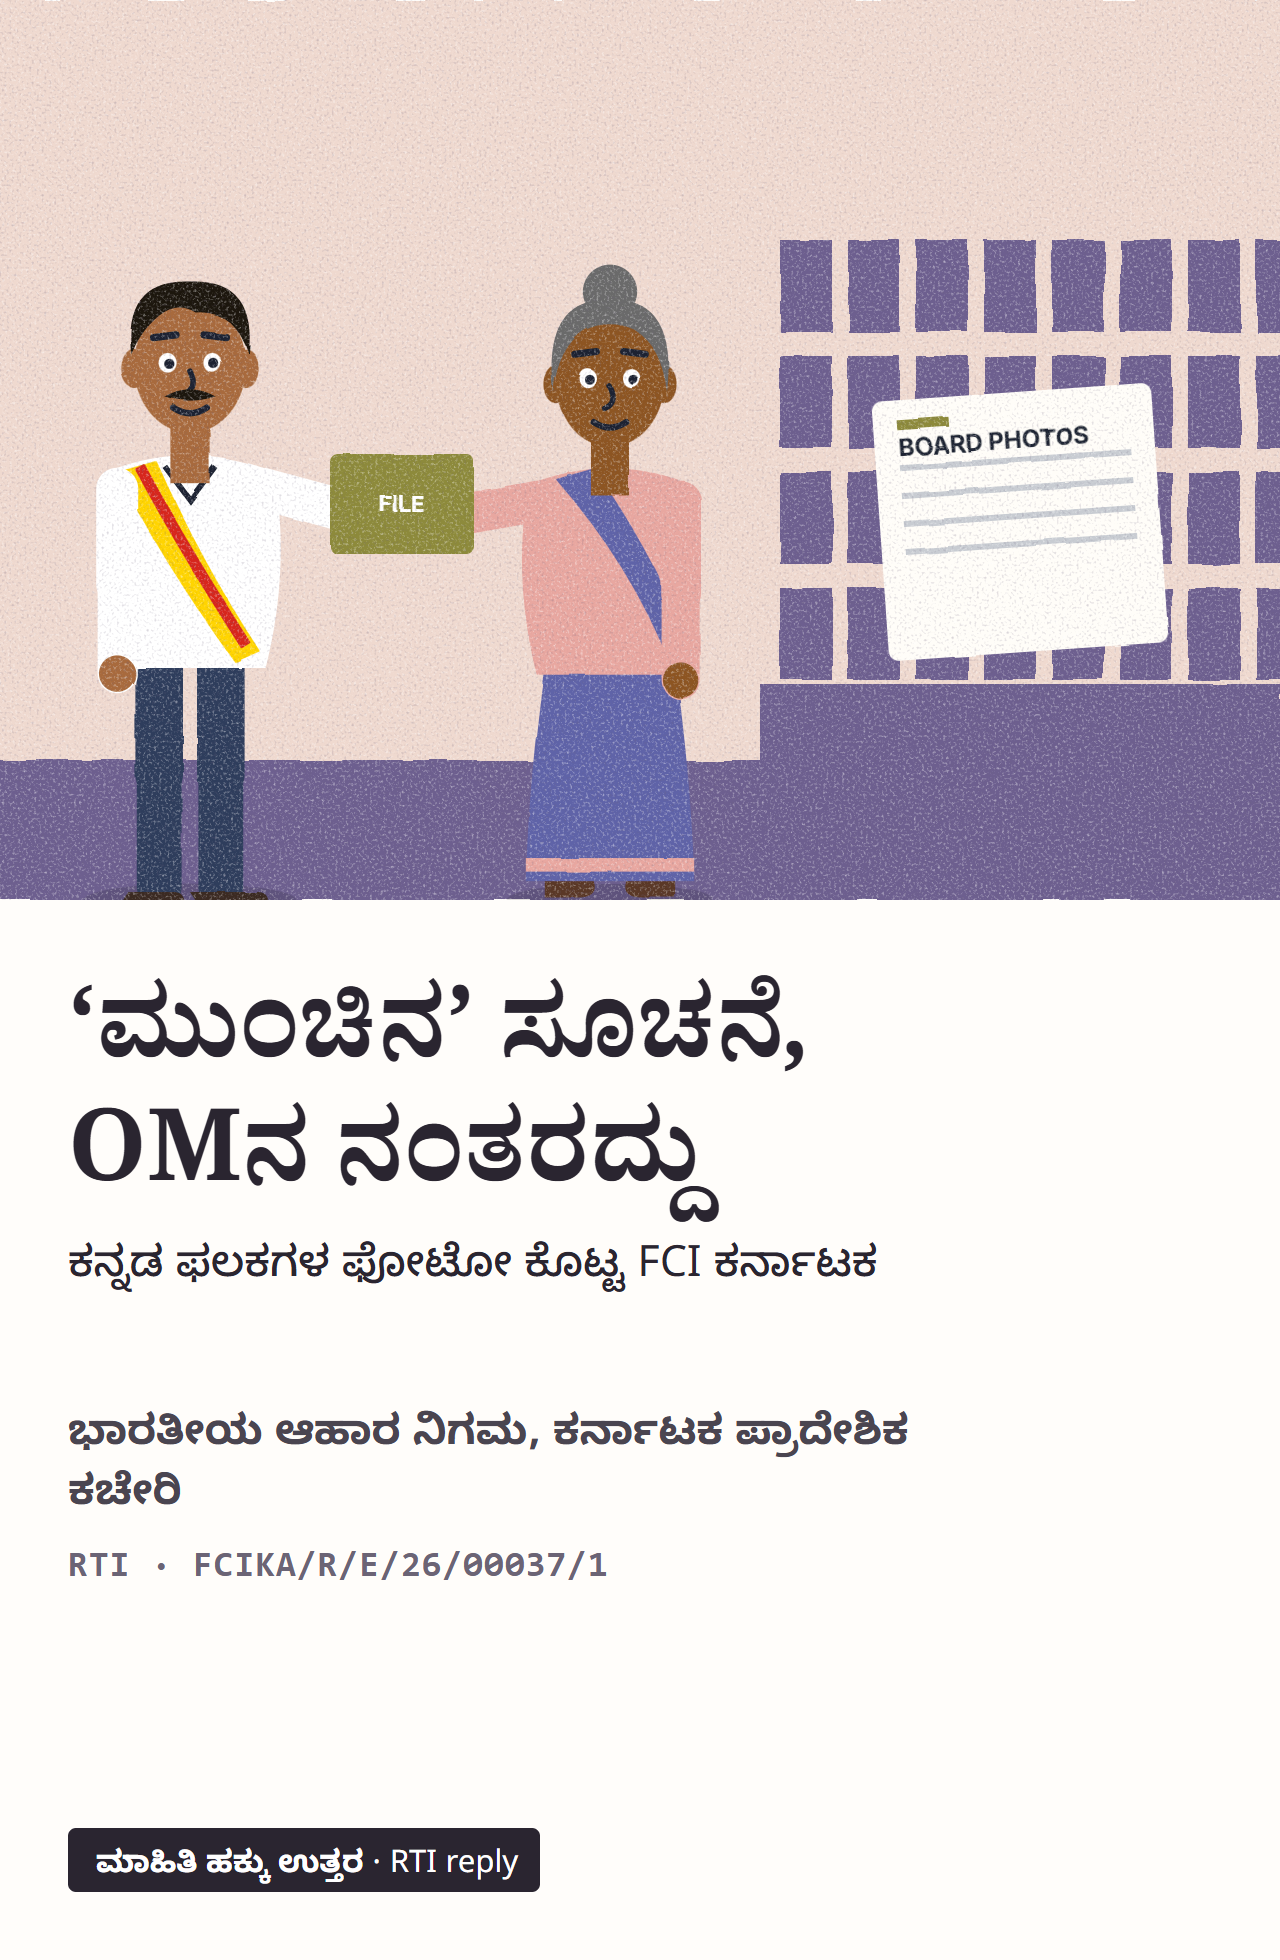 FILE
BOARD PHOTOS
‘ಮುಂಚಿನ’ ಸೂಚನೆ,
OMನ ನಂತರದ್ದು
ಕನ್ನಡ ಫಲಕಗಳ ಫೋಟೋ ಕೊಟ್ಟ FCI ಕರ್ನಾಟಕ
ಭಾರತೀಯ ಆಹಾರ ನಿಗಮ, ಕರ್ನಾಟಕ ಪ್ರಾದೇಶಿಕ
ಕಚೇರಿ
RTI · FCIKA/R/E/26/00037/1
ಮಾಹಿತಿ ಹಕ್ಕು ಉತ್ತರ · RTI reply